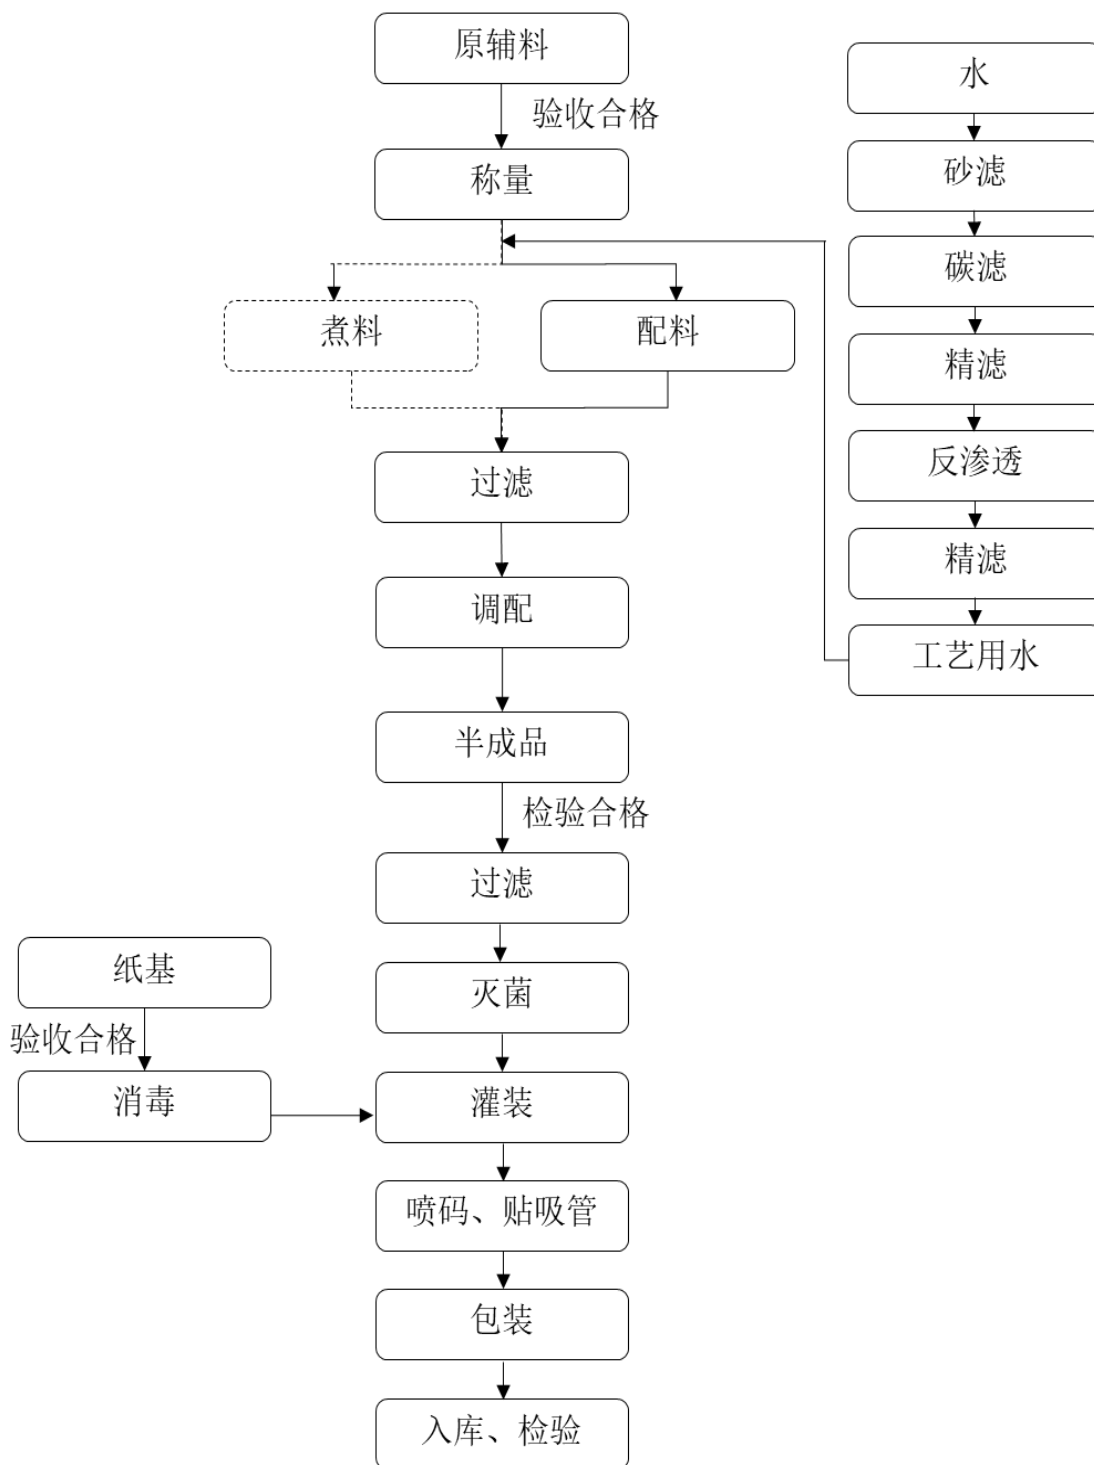 原辅料
验收合格
称量
煮料
配料
过滤
调配
半成品
检验合格
过滤
灭菌
灌装
喷码、贴吸管
包装
入库、检验
水
砂滤
碳滤
精滤
反渗透
精滤
工艺用水
纸基
验收合格
消毒